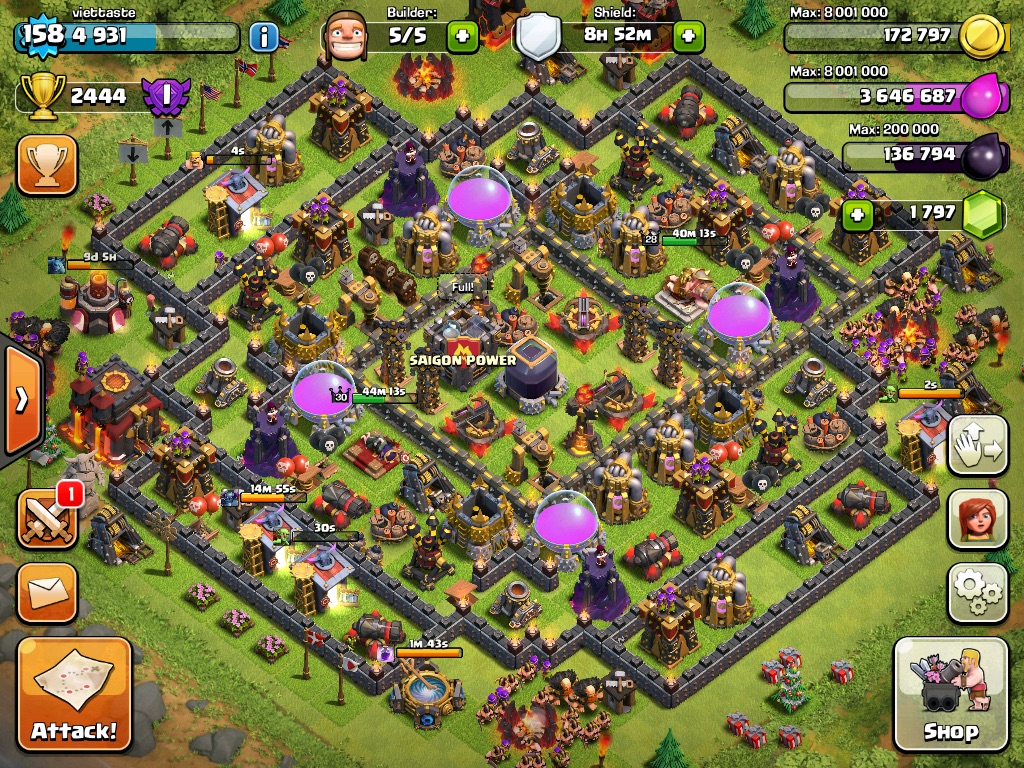 viettaste
158 4 931
Builder:
5/5
Shield:
8h 52m
Max: 8 001 000
172 797
Max: 8 001 000
3 646 687
Max: 200 000
136 794
1 797
2444
4s
9d 5h
28
40m 13s
Full!
SAIGON POWER
30
44m 13s
2s
14m 55s
30s
1m 43s
1
Attack!
Shop